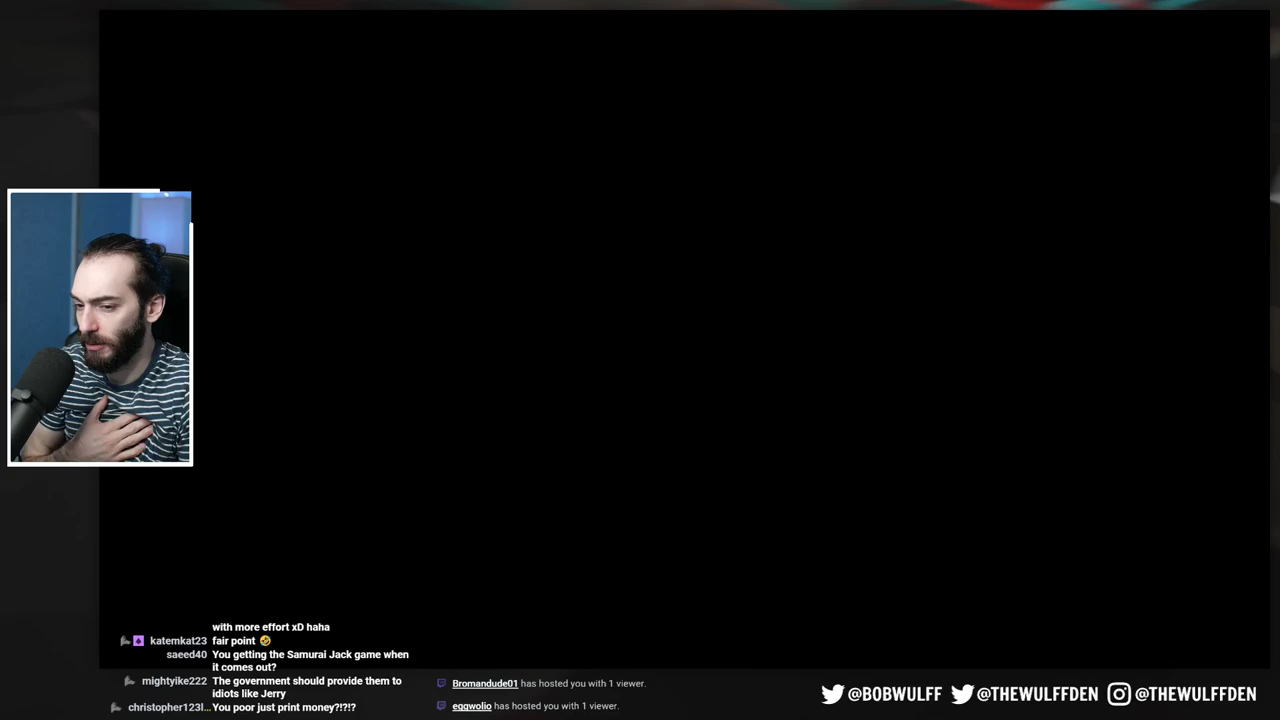 with more effort xD haha
katemkat23 fair point 🤣
saeed40 You getting the Samurai Jack game when
it comes out?
mightyike222 The government should provide them to
idiots like Jerry
christopher123l... You poor just print money?!?!?
Bromandude01 has hosted you with 1 viewer.
eggwolio has hosted you with 1 viewer.
@BOBWULFF @THEWULFFDEN @THEWULFFDEN